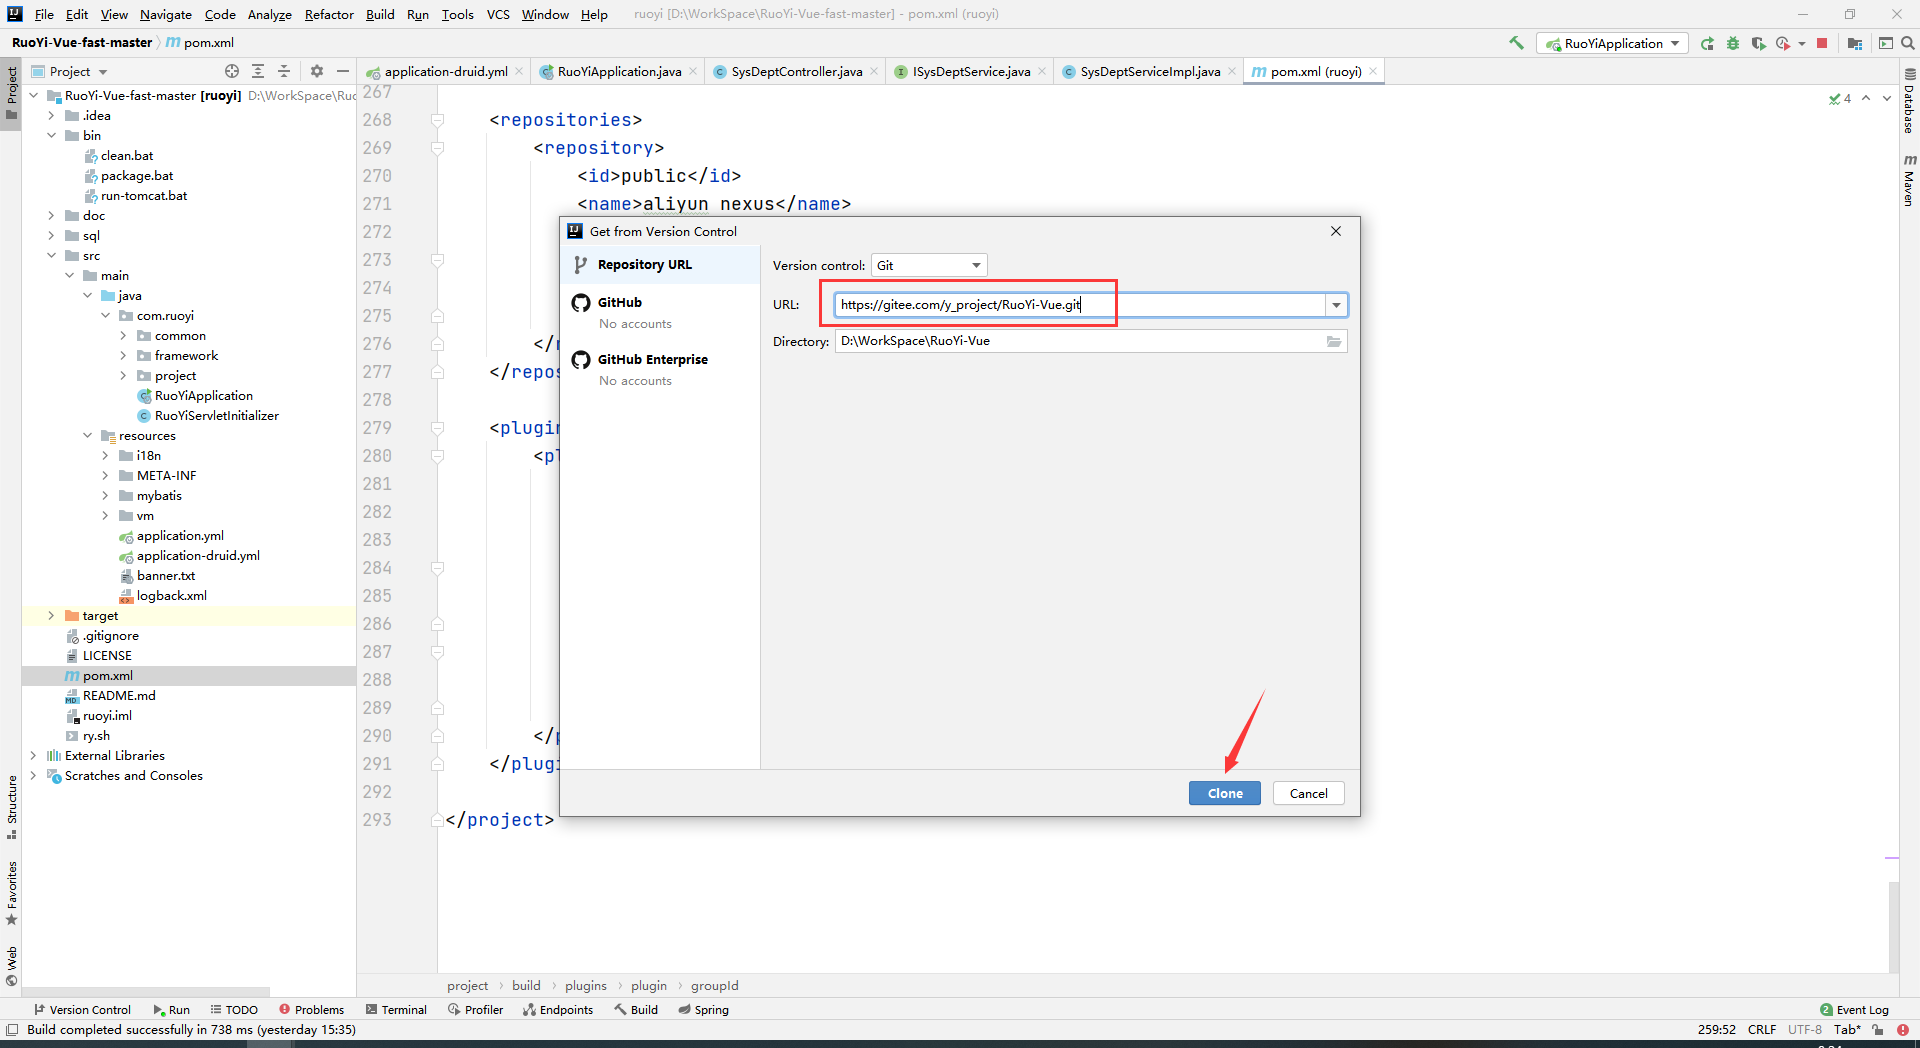 File Edit View Navigate Code Analyze Refactor Build Run Tools VCS Window Help ruoyi [D:\WorkSpace\RuoYi-Vue-fast-master] - pom.xml (ruoyi)
RuoYi-Vue-fast-master pom.xml
RuoYiApplication
Project
application-druid.yml RuoYiApplication.java SysDeptController.java ISysDeptService.java SysDeptServiceImpl.java pom.xml (ruoyi)
Project
Structure
Favorites
Web
RuoYi-Vue-fast-master [ruoyi] D:\WorkSpace\Ruo
.idea
bin
clean.bat
package.bat
run-tomcat.bat
doc
sql
src
main
java
com.ruoyi
common
framework
project
RuoYiApplication
RuoYiServletInitializer
resources
i18n
META-INF
mybatis
vm
application.yml
application-druid.yml
banner.txt
logback.xml
target
.gitignore
LICENSE
pom.xml
README.md
ruoyi.iml
ry.sh
External Libraries
Scratches and Consoles
267
268 <repositories>
269 <repository>
270 <id>public</id>
271 <name>aliyun nexus</name>
272
273
274
275
276 </r
277 </repos
278
279 <plugin
280 <pl
281
282
283
284
285
286
287
288
289
290 </p
291 </plugi
292
293 </project>
4
Database
Maven
Get from Version Control
Repository URL
GitHub
No accounts
GitHub Enterprise
No accounts
Version control: Git
URL: https://gitee.com/y_project/RuoYi-Vue.git
Directory: D:\WorkSpace\RuoYi-Vue
Clone Cancel
project build plugins plugin groupId
Version Control Run TODO Problems Terminal Profiler Endpoints Build Spring 2 Event Log
Build completed successfully in 738 ms (yesterday 15:35) 259:52 CRLF UTF-8 Tab*